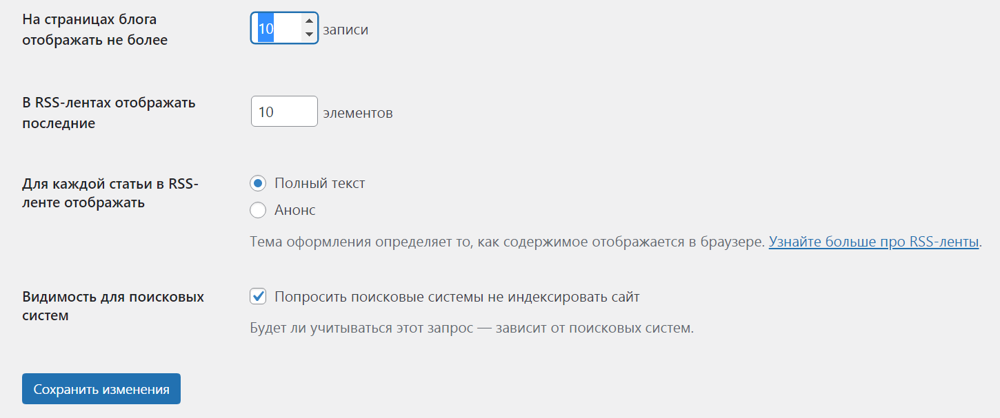 На страницах блога
отображать не более
10 записи
В RSS-лентах отображать
последние
10 элементов
Для каждой статьи в RSS-
ленте отображать
Полный текст
Анонс
Тема оформления определяет то, как содержимое отображается в браузере. Узнайте больше про RSS-ленты.
Видимость для поисковых
систем
Попросить поисковые системы не индексировать сайт
Будет ли учитываться этот запрос — зависит от поисковых систем.
Сохранить изменения